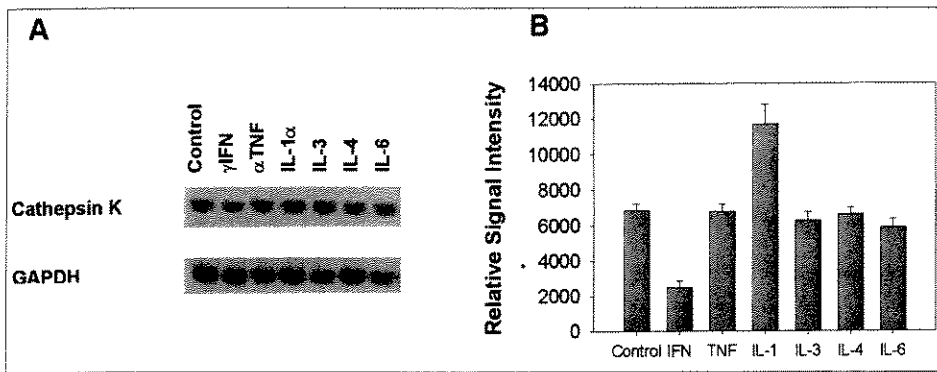 A
Control
γIFN
αTNF
IL-1α
IL-3
IL-4
IL-6
Cathepsin K
GAPDH
B
Relative Signal Intensity
14000
12000
10000
8000
6000
4000
2000
0
Control IFN TNF IL-1 IL-3 IL-4 IL-6